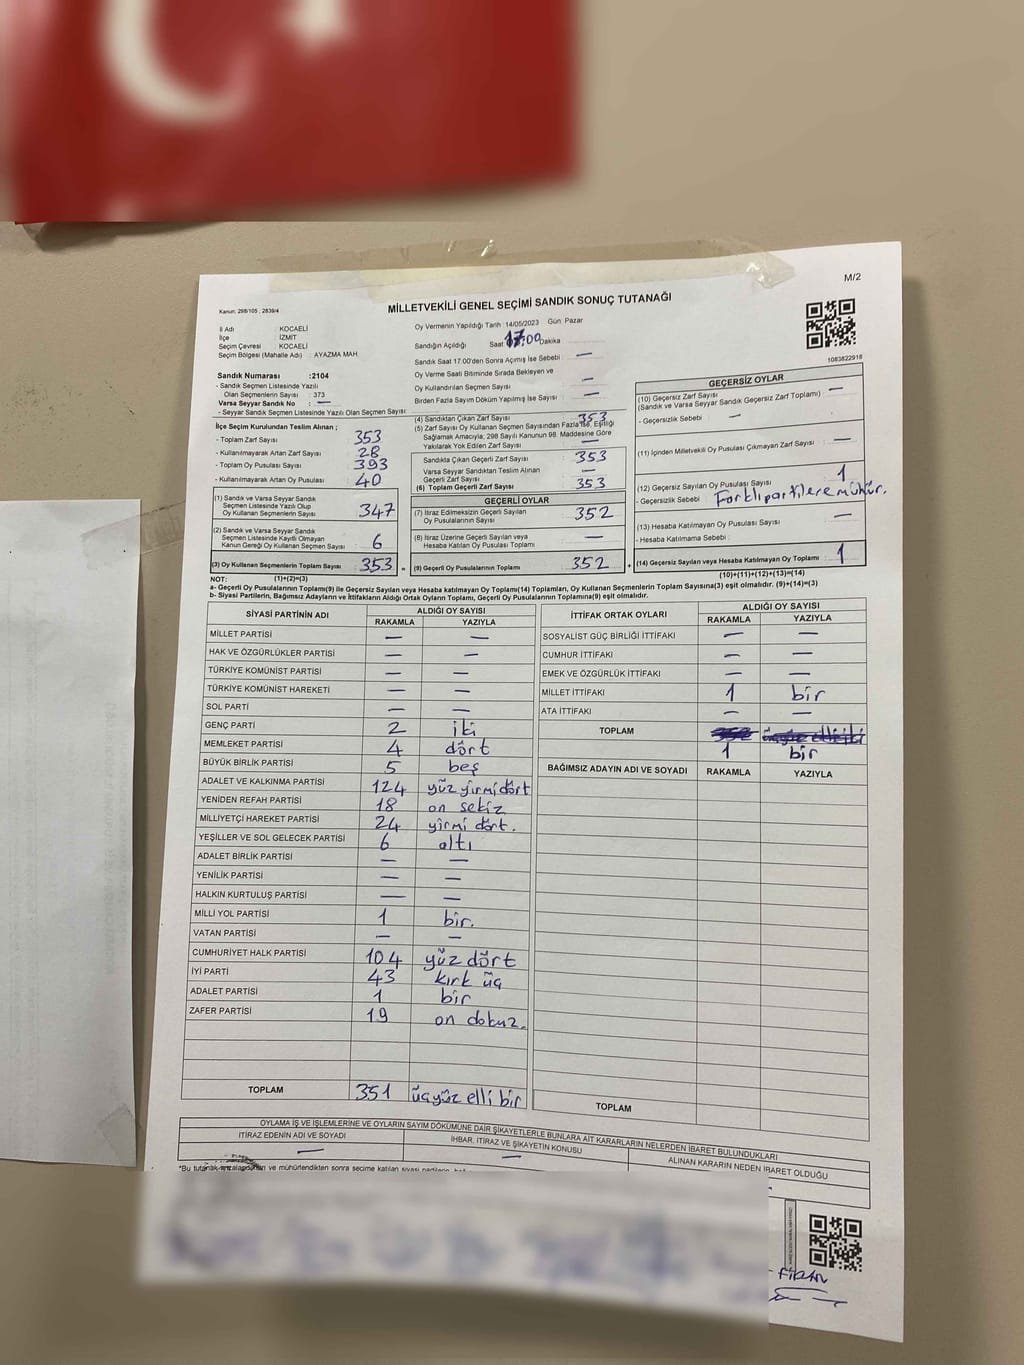 M/2
Kanun, 298/105 , 2839/4
MİLLETVEKİLİ GENEL SEÇİMİ SANDIK SONUÇ TUTANAĞI
İl Adı : KOCAELİ
İlçe : İZMİT
Seçim Çevresi : KOCAELİ
Seçim Bölgesi (Mahalle Adı) : AYAZMA MAH.
Oy Vermenin Yapıldığı Tarih : 14/05/2023 Gün: Pazar
Sandığın Açıldığı Saat 17:00 Dakika
Sandık Saat 17.00'den Sonra Açılmış İse Sebebi : —
Oy Verme Saati Bitiminde Sırada Bekleyen ve
Oy Kullandırılan Seçmen Sayısı : —
Birden Fazla Sayım Döküm Yapılmış İse Sayısı : —
1083822918
Sandık Numarası :2104
- Sandık Seçmen Listesinde Yazılı
Olan Seçmenlerin Sayısı : 373
Varsa Seyyar Sandık No : —
- Seyyar Sandık Seçmen Listesinde Yazılı Olan Seçmen Sayısı
İlçe Seçim Kurulundan Teslim Alınan ;
- Toplam Zarf Sayısı : 353
- Kullanılmayarak Artan Zarf Sayısı : 28
- Toplam Oy Pusulası Sayısı : 393
- Kullanılmayarak Artan Oy Pusulası : 40
(1) Sandık ve Varsa Seyyar Sandık
Seçmen Listesinde Yazılı Olup
Oy Kullanan Seçmenlerin Sayısı : 347
(2) Sandık ve Varsa Seyyar Sandık
Seçmen Listesinde Kayıtlı Olmayan
Kanun Gereği Oy Kullanan Seçmen Sayısı : 6
(3) Oy Kullanan Seçmenlerin Toplam Sayısı : 353
(1)+(2)=(3)
(4) Sandıktan Çıkan Zarf Sayısı : 353
(5) Zarf Sayısı Oy Kullanan Seçmen Sayısından Fazla ise, Eşitliği
Sağlamak Amacıyla; 298 Sayılı Kanunun 98. Maddesine Göre
Yakılarak Yok Edilen Zarf Sayısı : —
Sandıkta Çıkan Geçerli Zarf Sayısı : 353
Varsa Seyyar Sandıktan Teslim Alınan
Geçerli Zarf Sayısı : —
(6) Toplam Geçerli Zarf Sayısı : 353
GEÇERLİ OYLAR
(7) İtiraz Edilmeksizin Geçerli Sayılan
Oy Pusulalarının Sayısı : 352
(8) İtiraz Üzerine Geçerli Sayılan veya
Hesaba Katılan Oy Pusulası Toplamı : —
(9) Geçerli Oy Pusulalarının Toplamı : 352
GEÇERSİZ OYLAR
(10) Geçersiz Zarf Sayısı : —
(Sandık ve Varsa Seyyar Sandık Geçersiz Zarf Toplamı)
- Geçersizlik Sebebi : —
(11) İçinden Milletvekili Oy Pusulası Çıkmayan Zarf Sayısı : —
(12) Geçersiz Sayılan Oy Pusulası Sayısı : 1
- Geçersizlik Sebebi : Farklı partilere mühür.
(13) Hesaba Katılmayan Oy Pusulası Sayısı : —
- Hesaba Katılmama Sebebi :
(14) Geçersiz Sayılan veya Hesaba Katılmayan Oy Toplamı : 1
(10)+(11)+(12)+(13)=(14)
NOT:
a- Geçerli Oy Pusulaları(9) ile Geçersiz Sayılan veya Hesaba katılmayan Oy Toplam(14) Toplamları, Oy Kullanan Seçmenlerin Toplam Sayısına(3) eşit olmalıdır. (9)+(14)=(3)
b- Siyasi Partilerin, Bağımsız Adayların ve İttifakların Aldığı Ortak Oyların Toplamı, Geçerli Oy Pusulalarının Toplamına(9) eşit olmalıdır.
SİYASİ PARTİNİN ADI ALDIĞI OY SAYISI
RAKAMLA YAZIYLA
MİLLET PARTİSİ — —
HAK VE ÖZGÜRLÜKLER PARTİSİ — —
TÜRKİYE KOMÜNİST PARTİSİ — —
TÜRKİYE KOMÜNİST HAREKETİ — —
SOL PARTİ — —
GENÇ PARTİ 2 iki
MEMLEKET PARTİSİ 4 dört
BÜYÜK BİRLİK PARTİSİ 5 beş
ADALET VE KALKINMA PARTİSİ 124 yüz yirmi dört
YENİDEN REFAH PARTİSİ 18 on sekiz
MİLLİYETÇİ HAREKET PARTİSİ 24 yirmi dört.
YEŞİLLER VE SOL GELECEK PARTİSİ 6 altı
ADALET BİRLİK PARTİSİ — —
YENİLİK PARTİSİ — —
HALKIN KURTULUŞ PARTİSİ — —
MİLLİ YOL PARTİSİ 1 bir.
VATAN PARTİSİ — —
CUMHURİYET HALK PARTİSİ 104 yüz dört
İYİ PARTİ 43 kırk üç
ADALET PARTİSİ 1 bir
ZAFER PARTİSİ 19 on dokuz.
TOPLAM 351 üçyüz elli bir
İTTİFAK ORTAK OYLARI ALDIĞI OY SAYISI
RAKAMLA YAZIYLA
SOSYALİST GÜÇ BİRLİĞİ İTTİFAKI — —
CUMHUR İTTİFAKI — —
EMEK VE ÖZGÜRLÜK İTTİFAKI — —
MİLLET İTTİFAKI 1 bir
ATA İTTİFAKI — —
TOPLAM 1 bir
BAĞIMSIZ ADAYIN ADI VE SOYADI RAKAMLA YAZIYLA
TOPLAM
OYLAMA İŞ VE İŞLEMLERİNE VE OYLARIN SAYIM DÖKÜMÜNE DAİR ŞİKAYETLERLE BUNLARA AİT KARARLARIN NELERDEN İBARET BULUNDUKLARI
İTİRAZ EDENİN ADI VE SOYADI İHBAR, İTİRAZ VE ŞİKAYETİN KONUSU ALINAN KARARIN NEDEN İBARET OLDUĞU
— —
*Bu tutanak imzalandıktan ve mühürlendikten sonra seçime katılan siyasi partilerin